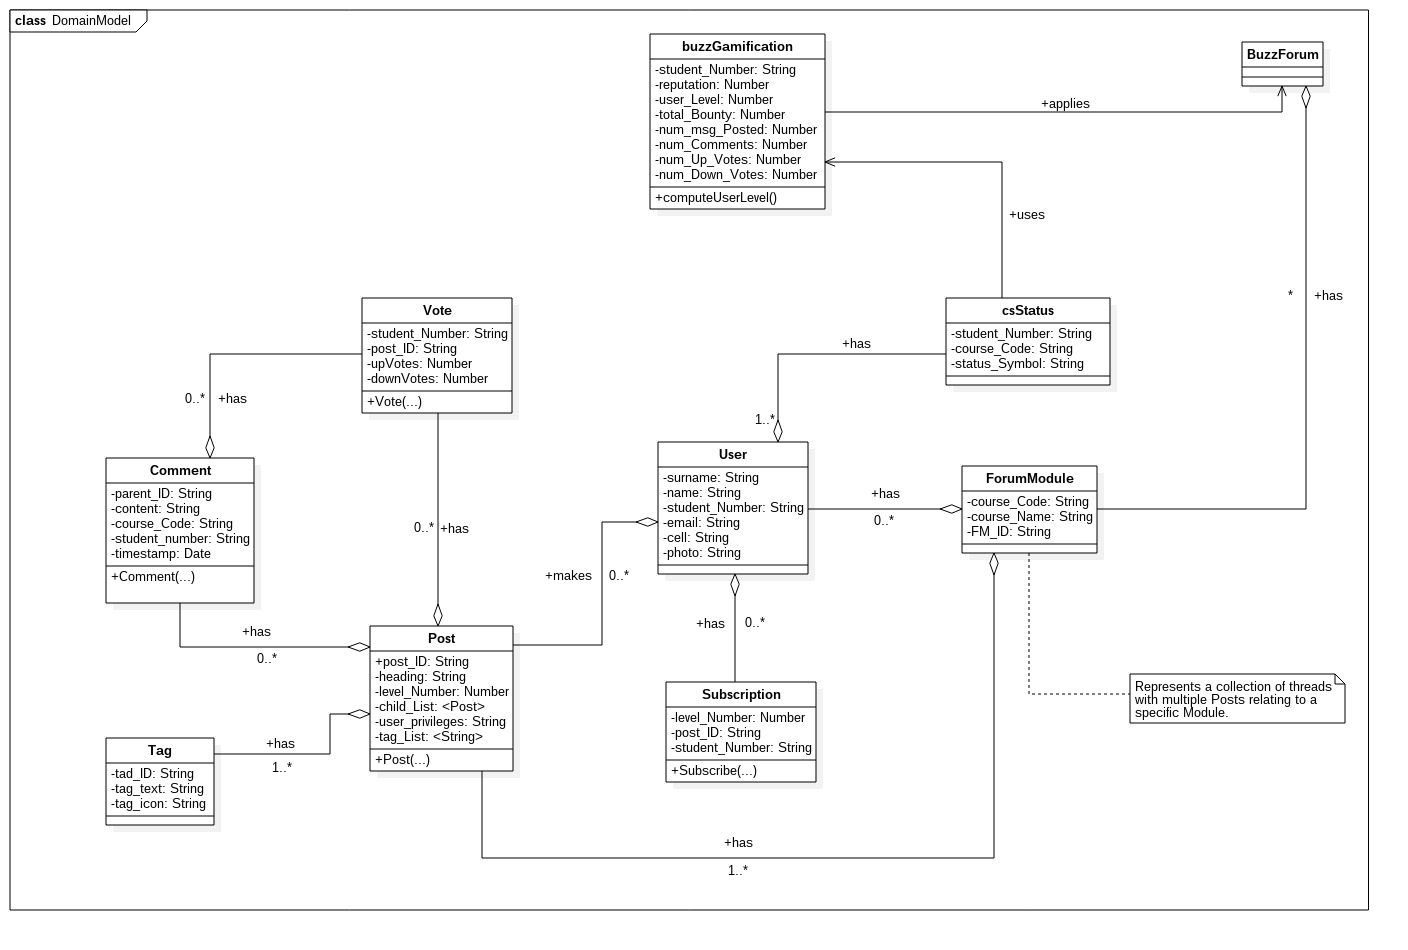 class DomainModel
buzzGamification
-student_Number: String
-reputation: Number
-user_Level: Number
-total_Bounty: Number
-num_msg_Posted: Number
-num_Comments: Number
-num_Up_Votes: Number
-num_Down_Votes: Number
+computeUserLevel()
BuzzForum
+applies
+uses
*
+has
Vote
-student_Number: String
-post_ID: String
-upVotes: Number
-downVotes: Number
+Vote(...)
csStatus
-student_Number: String
-course_Code: String
-status_Symbol: String
+has
1..*
0..*
+has
Comment
-parent_ID: String
-content: String
-course_Code: String
-student_number: String
-timestamp: Date
+Comment(...)
0..*
+has
User
-surname: String
-name: String
-student_Number: String
-email: String
-cell: String
-photo: String
+has
0..*
ForumModule
-course_Code: String
-course_Name: String
-FM_ID: String
+makes
0..*
+has
0..*
+has
0..*
Post
+post_ID: String
-heading: String
-level_Number: Number
-child_List: <Post>
-user_privileges: String
-tag_List: <String>
+Post(...)
Subscription
-level_Number: Number
-post_ID: String
-student_Number: String
+Subscribe(...)
Represents a collection of threads
with multiple Posts relating to a
specific Module.
Tag
-tad_ID: String
-tag_text: String
-tag_icon: String
+has
1..*
+has
1..*